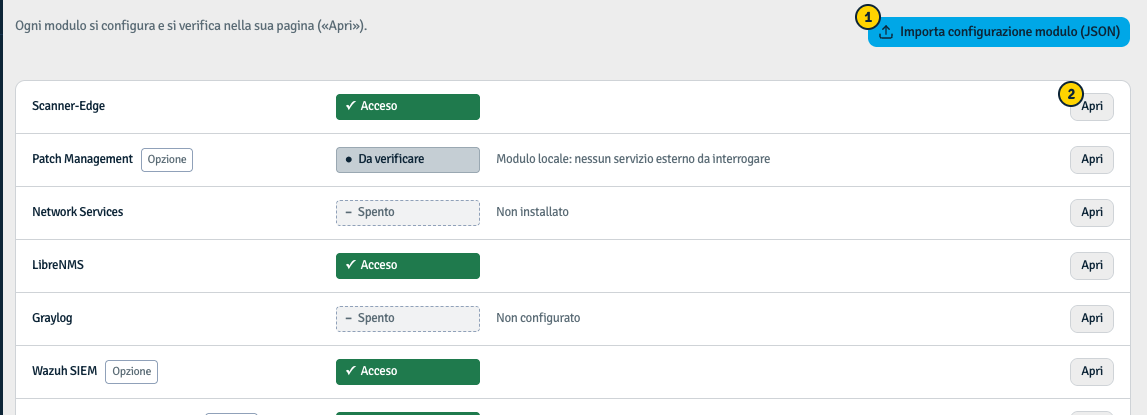 Ogni modulo si configura e si verifica nella sua pagina («Apri»).
1
Importa configurazione modulo (JSON)
Scanner-Edge ✓ Acceso 2 Apri
Patch Management Opzione ● Da verificare Modulo locale: nessun servizio esterno da interrogare Apri
Network Services – Spento Non installato Apri
LibreNMS ✓ Acceso Apri
Graylog – Spento Non configurato Apri
Wazuh SIEM Opzione ✓ Acceso Apri